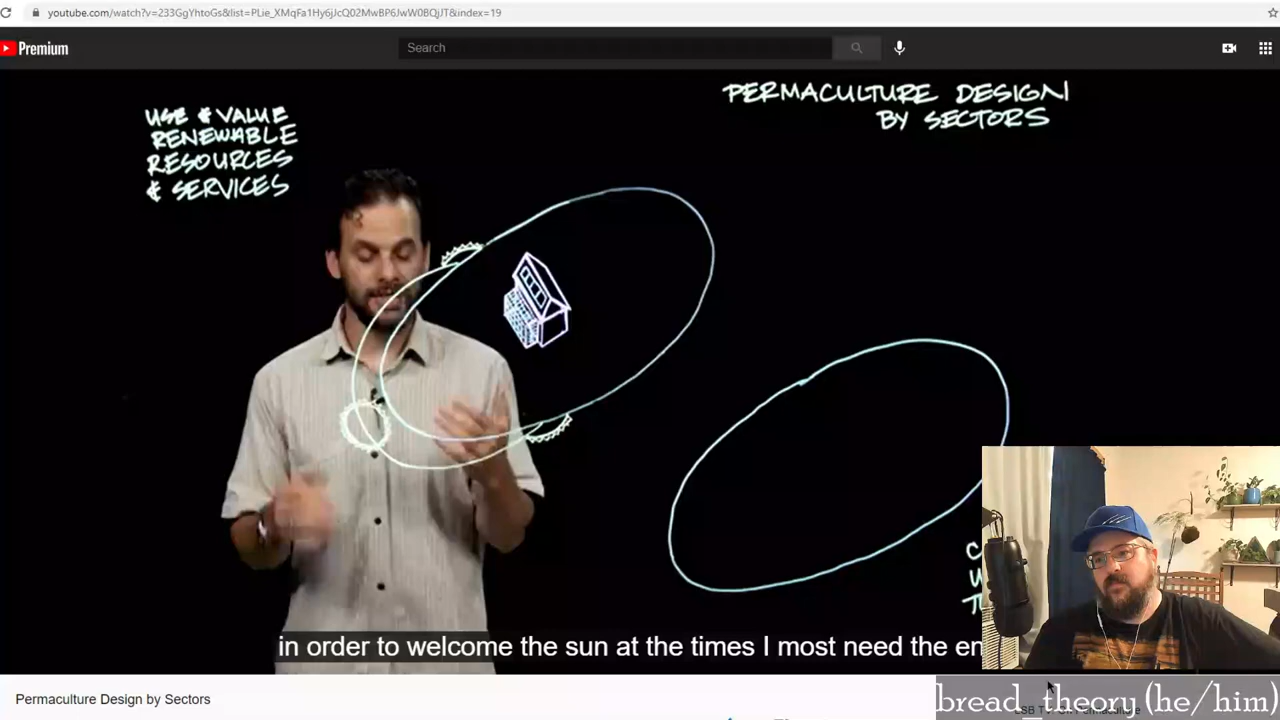 youtube.com/watch?v=233GgYhtoGs&list=PLie_XMqFa1Hy6jJcQ02MwBP6JwW0BQjJT&index=19
Premium
Search
USE & VALUE
RENEWABLE
RESOURCES
& SERVICES
PERMACULTURE DESIGN
BY SECTORS
in order to welcome the sun at the times I most need the en
Permaculture Design by Sectors
bread_theory (he/him)